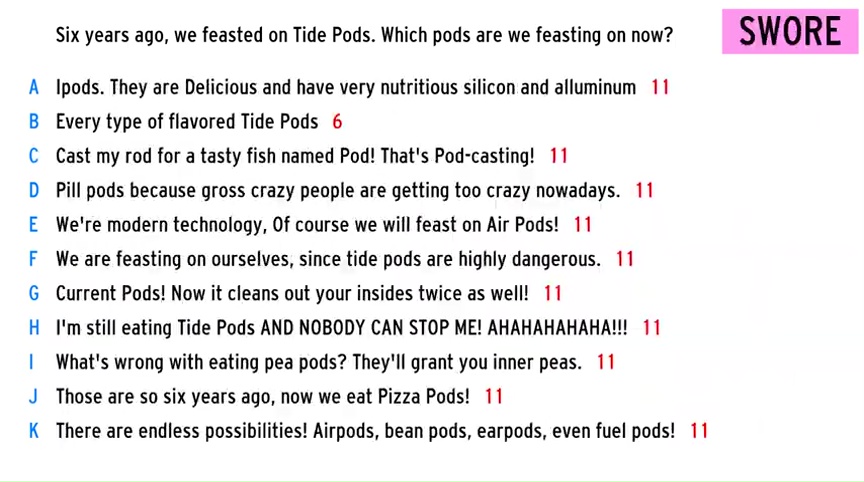 Six years ago, we feasted on Tide Pods. Which pods are we feasting on now?
SWORE
A Ipods. They are Delicious and have very nutritious silicon and alluminum 11
B Every type of flavored Tide Pods 6
C Cast my rod for a tasty fish named Pod! That's Pod-casting! 11
D Pill pods because gross crazy people are getting too crazy nowadays. 11
E We're modern technology, Of course we will feast on Air Pods! 11
F We are feasting on ourselves, since tide pods are highly dangerous. 11
G Current Pods! Now it cleans out your insides twice as well! 11
H I'm still eating Tide Pods AND NOBODY CAN STOP ME! AHAHAHAHAHA!!! 11
I What's wrong with eating pea pods? They'll grant you inner peas. 11
J Those are so six years ago, now we eat Pizza Pods! 11
K There are endless possibilities! Airpods, bean pods, earpods, even fuel pods! 11